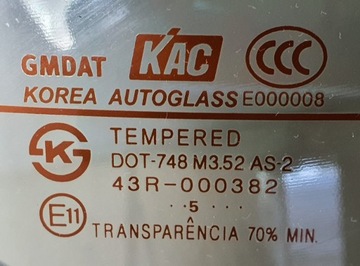 GMDAT KAC CCC
KOREA AUTOGLASS E000008
TEMPERED
K
DOT-748 M3.52 AS-2
43R-000382
E11
··5···
TRANSPARÊNCIA 70% MIN.